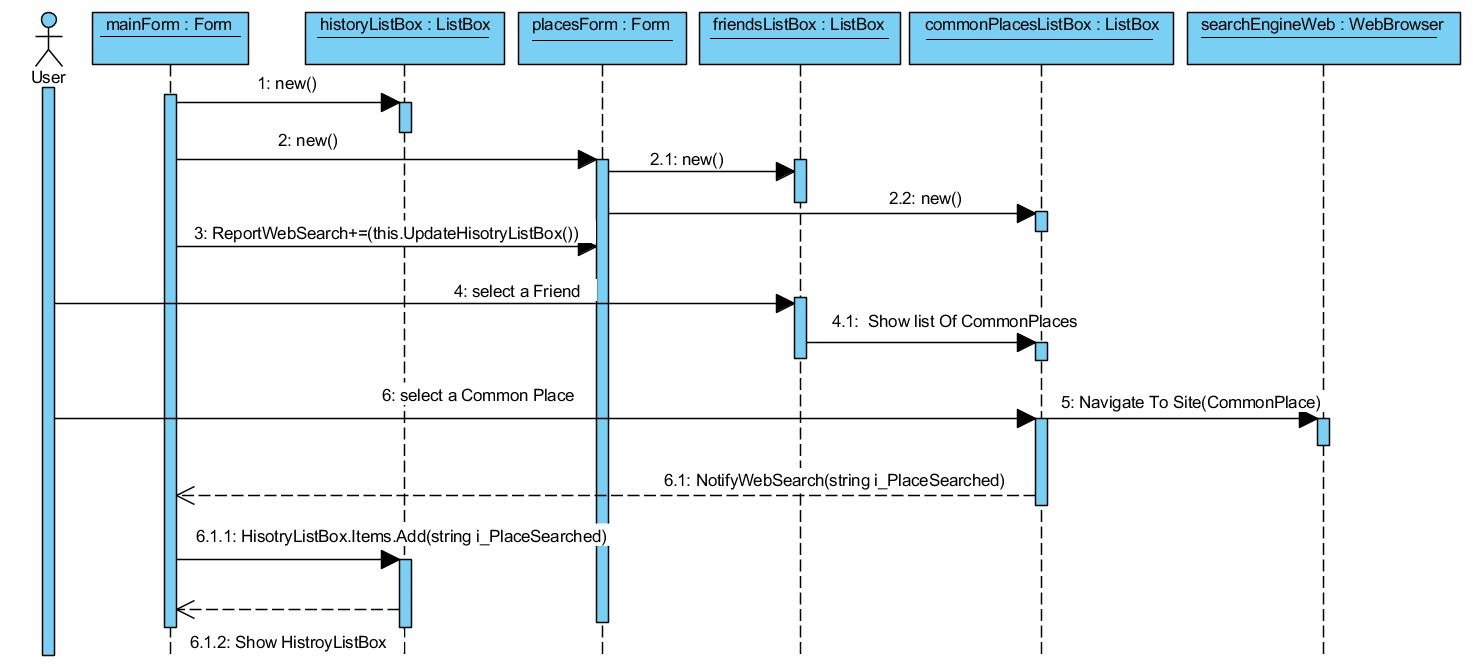 mainForm : Form
historyListBox : ListBox
placesForm : Form
friendsListBox : ListBox
commonPlacesListBox : ListBox
searchEngineWeb : WebBrowser
User
1: new()
2: new()
2.1: new()
2.2: new()
3: ReportWebSearch+=(this.UpdateHisotryListBox())
4: select a Friend
4.1:  Show list Of CommonPlaces
6: select a Common Place
5: Navigate To Site(CommonPlace)
6.1: NotifyWebSearch(string i_PlaceSearched)
6.1.1: HisotryListBox.Items.Add(string i_PlaceSearched)
6.1.2: Show HistroyListBox